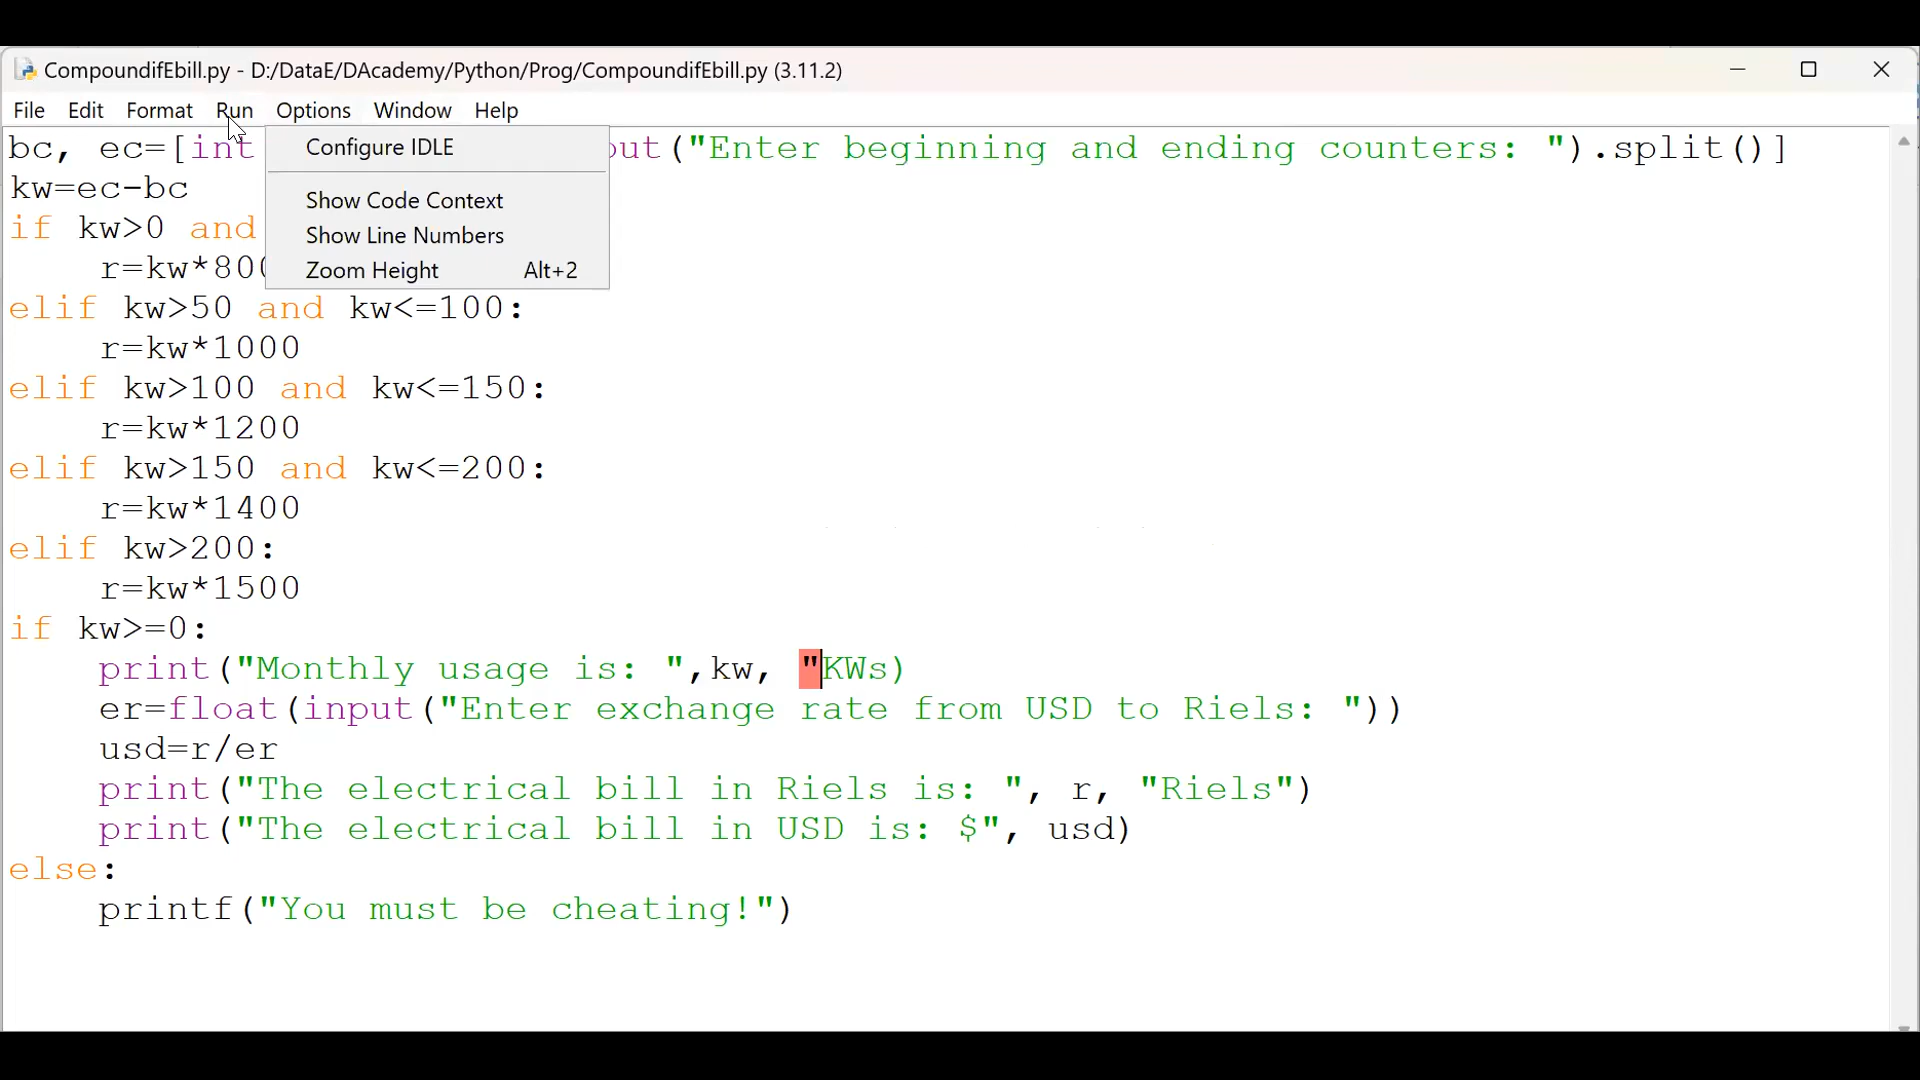 CompoundifEbill.py - D:/DataE/DAcademy/Python/Prog/CompoundifEbill.py (3.11.2)
File Edit Format Run Options Window Help
bc, ec=[int put("Enter beginning and ending counters: ").split()]
Configure IDLE
kw=ec-bc
Show Code Context
if kw>0 and
Show Line Numbers
r=kw*800
Zoom Height Alt+2
elif kw>50 and kw<=100:
r=kw*1000
elif kw>100 and kw<=150:
r=kw*1200
elif kw>150 and kw<=200:
r=kw*1400
elif kw>200:
r=kw*1500
if kw>=0:
print("Monthly usage is: ",kw, "KWs)
er=float(input("Enter exchange rate from USD to Riels: "))
usd=r/er
print("The electrical bill in Riels is: ", r, "Riels")
print("The electrical bill in USD is: $", usd)
else:
printf("You must be cheating!")